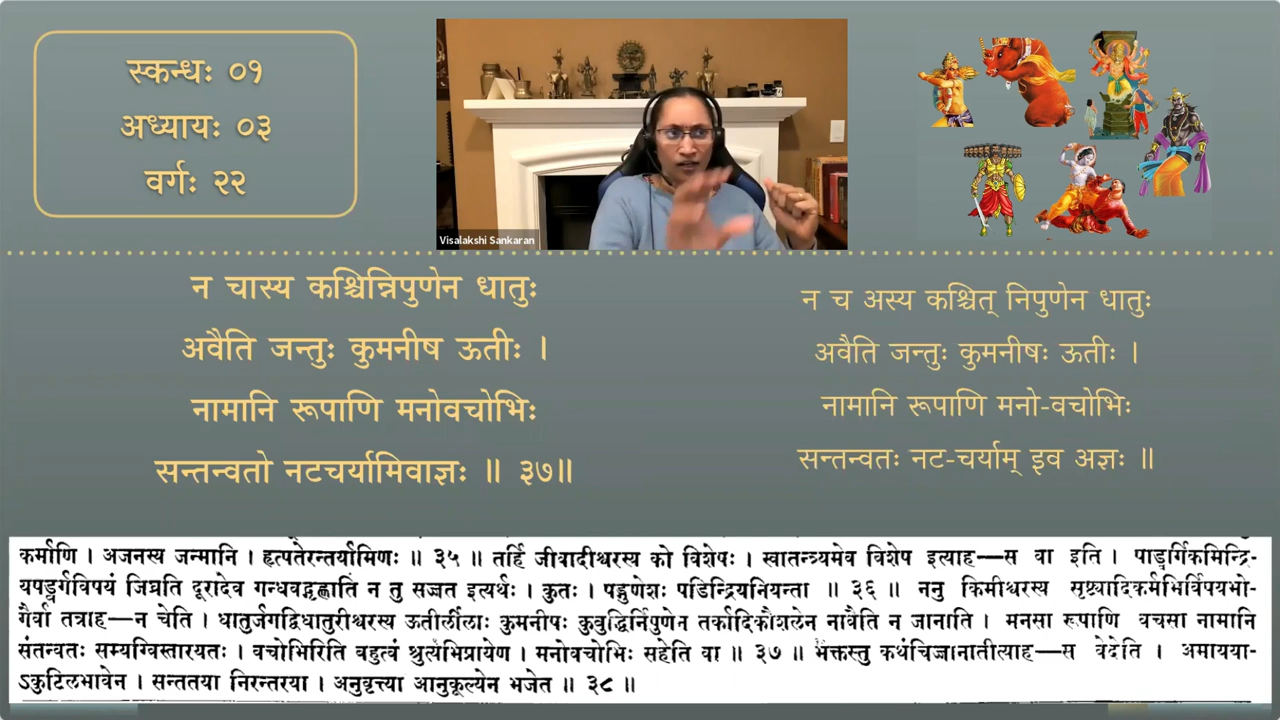 स्कन्धः ०१
अध्यायः ०३
वर्गः २२
Visalakshi Sankaran
न चास्य कश्चिन्निपुणेन धातुः
अवैति जन्तुः कुमनीष ऊतीः ।
नामानि रूपाणि मनोवचोभिः
सन्तन्वतो नटचर्यामिवाज्ञः ॥ ३७॥
न च अस्य कश्चित् निपुणेन धातुः
अवैति जन्तुः कुमनीषः ऊतीः ।
नामानि रूपाणि मनो-वचोभिः
सन्तन्वतः नट-चर्याम् इव अज्ञः ॥
कर्माणि । अजनस्य जन्मानि । हृत्पतेरन्तर्यामिणः ॥ ३५ ॥ तर्हि जीवादीश्वरस्य को विशेषः । स्वातन्त्र्यमेव विशेष इत्याह—स वा इति । षाड्वर्गिकमिन्द्रि-
यषड्वर्गविषयं जिघ्रति दूरादेव गन्धवद्गृह्णाति न तु सज्जत इत्यर्थः । कुतः । षड्गुणेशः षडिन्द्रियनियन्ता ॥ ३६ ॥ ननु किमीश्वरस्य सृष्ट्यादिकर्मभिर्विषयभो-
गैर्वा तत्राह—न चेति । धातुर्जगद्विधातुरीश्वरस्य ऊतीर्लीलाः कुमनीषः कुबुद्धिर्निपुणेन तर्कादिकौशलेन नावैति न जानाति । मनसा रूपाणि वचसा नामानि
संतन्वतः सम्यग्विस्तारयतः । वचोभिरिति बहुत्वं श्रुत्यभिप्रायेण । मनोवचोभिः सहेति वा ॥ ३७ ॥ भक्तस्तु कथंचिज्जानातीत्याह—स वेदेति । अमायया-
ऽकुटिलभावेन । सन्ततया निरन्तरया । अनुवृत्त्या आनुकूल्येन भजेत ॥ ३८ ॥